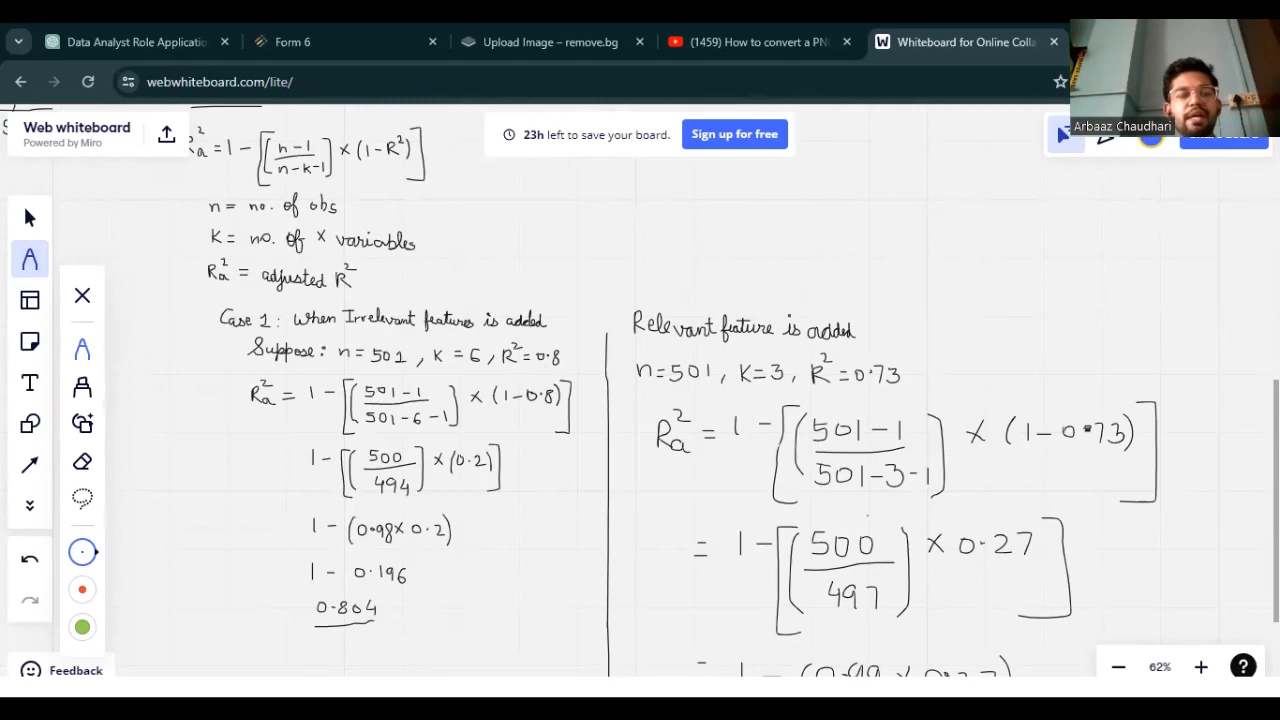 Data Analyst Role Applicatio
Form 6
Upload Image – remove.bg
(1459) How to convert a PN
Whiteboard for Online Colla
webwhiteboard.com/lite/
Arbaaz Chaudhari
Web whiteboard
Powered by Miro
23h left to save your board.
Sign up for free
Ra² = 1 - [[n-1/n-k-1] × (1-R²)]
n = no. of obs
K = no. of x variables
Ra² = adjusted R²
Case 1: When Irrelevant features is added
Suppose: n = 501, K = 6, R² = 0.8
Ra² = 1 - [(501-1/501-6-1) × (1-0.8)]
1 - [(500/494) × (0.2)]
1 - (0.98 × 0.2)
1 - 0.196
0.804
Relevant feature is added
n=501, K=3, R²=0.73
Ra² = 1 - [(501-1/501-3-1) × (1-0.73)]
= 1 - [(500/497) × 0.27]
= 1 - (0.99 × 0.27)
Feedback
62%